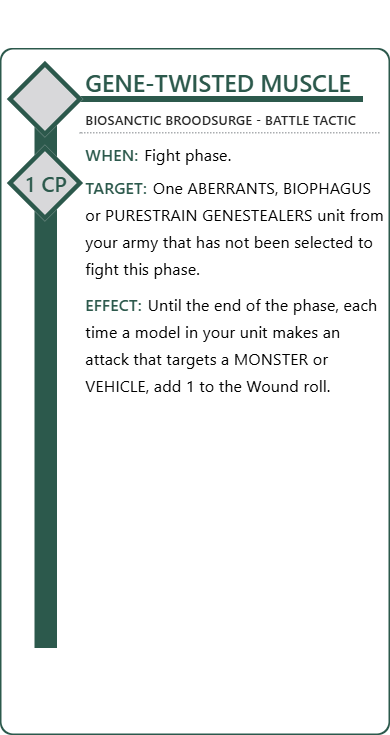 GENE-TWISTED MUSCLE
BIOSANCTIC BROODSURGE - BATTLE TACTIC
WHEN: Fight phase.
1 CP
TARGET: One ABERRANTS, BIOPHAGUS
or PURESTRAIN GENESTEALERS unit from
your army that has not been selected to
fight this phase.
EFFECT: Until the end of the phase, each
time a model in your unit makes an
attack that targets a MONSTER or
VEHICLE, add 1 to the Wound roll.